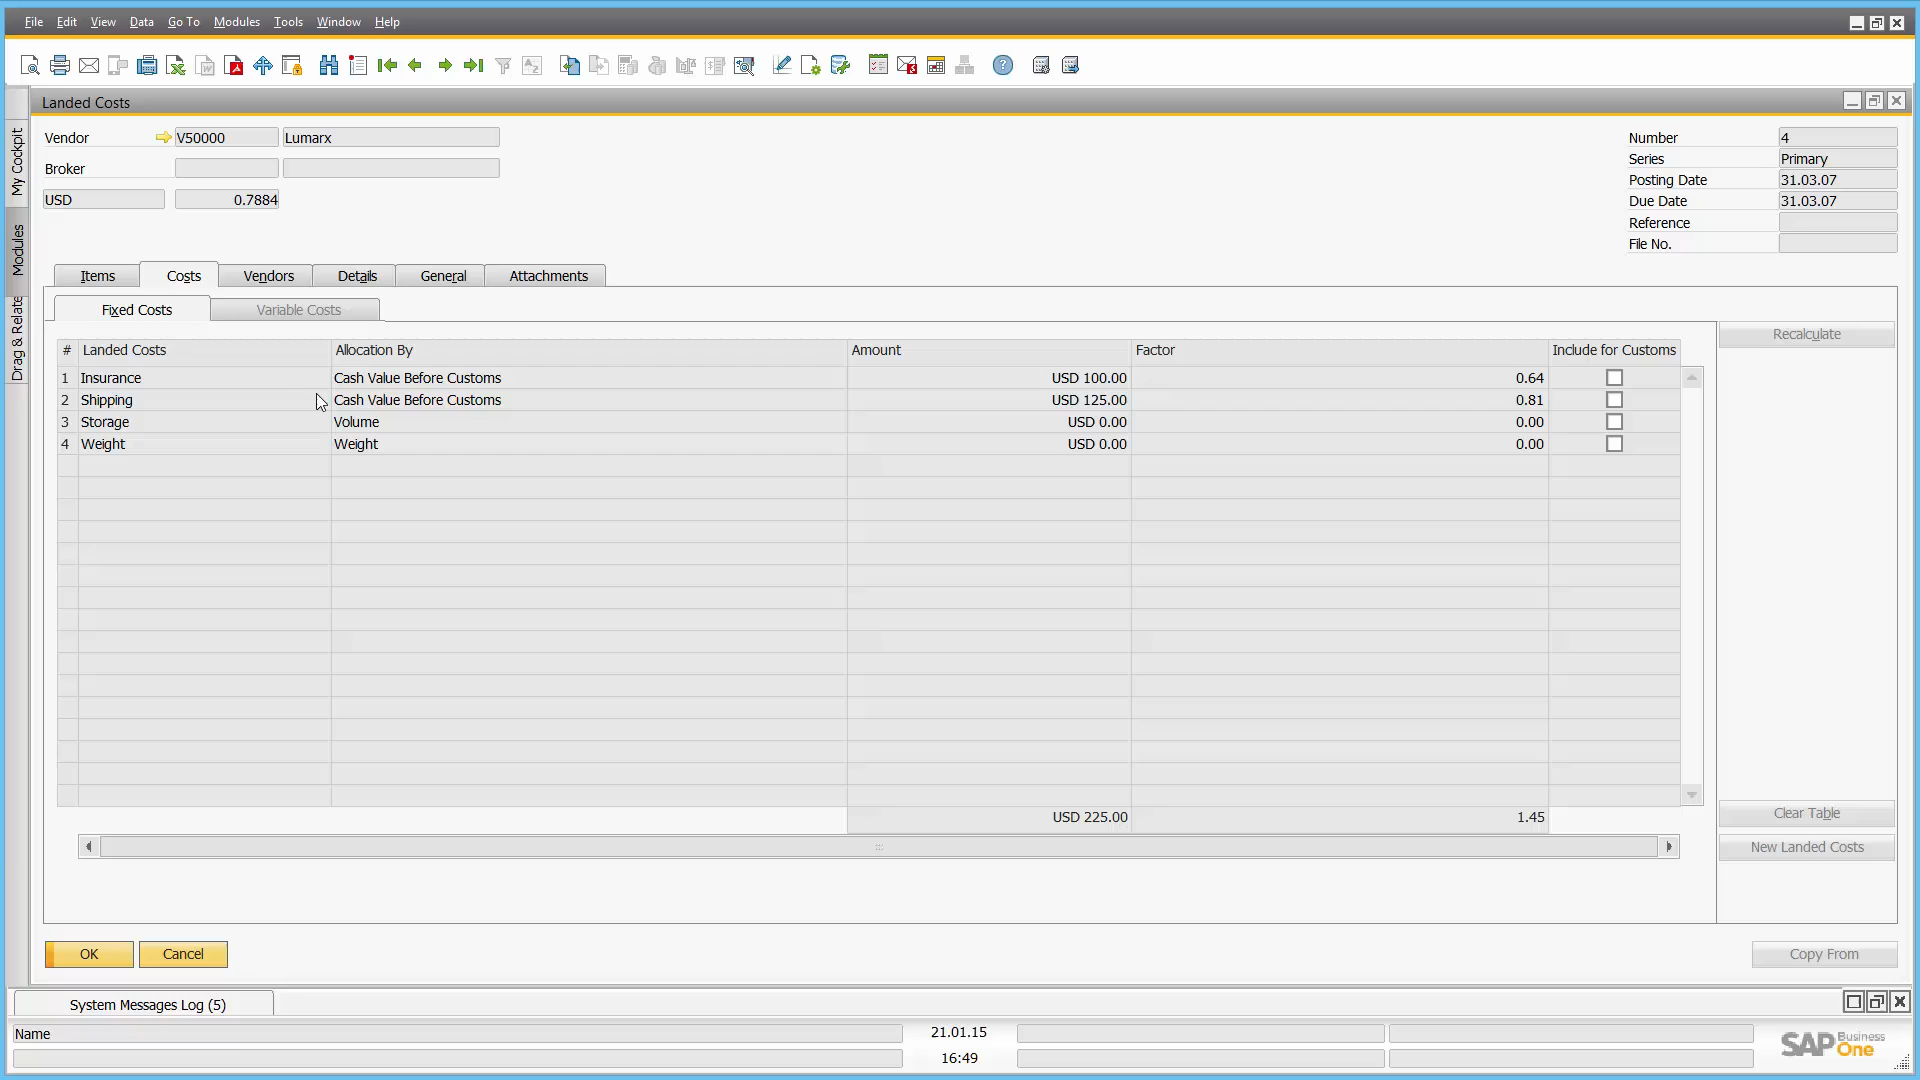 File Edit View Data Go To Modules Tools Window Help
Landed Costs
My Cockpit
Modules
Drag & Relate
Vendor V50000 Lumarx
Broker
USD 0.7884
Number 4
Series Primary
Posting Date 31.03.07
Due Date 31.03.07
Reference
File No.
Items Costs Vendors Details General Attachments
Fixed Costs Variable Costs
Recalculate
# Landed Costs Allocation By Amount Factor Include for Customs
1 Insurance Cash Value Before Customs USD 100.00 0.64
2 Shipping Cash Value Before Customs USD 125.00 0.81
3 Storage Volume USD 0.00 0.00
4 Weight Weight USD 0.00 0.00
USD 225.00 1.45
Clear Table
New Landed Costs
OK Cancel Copy From
System Messages Log (5)
Name 21.01.15
16:49
SAP Business One